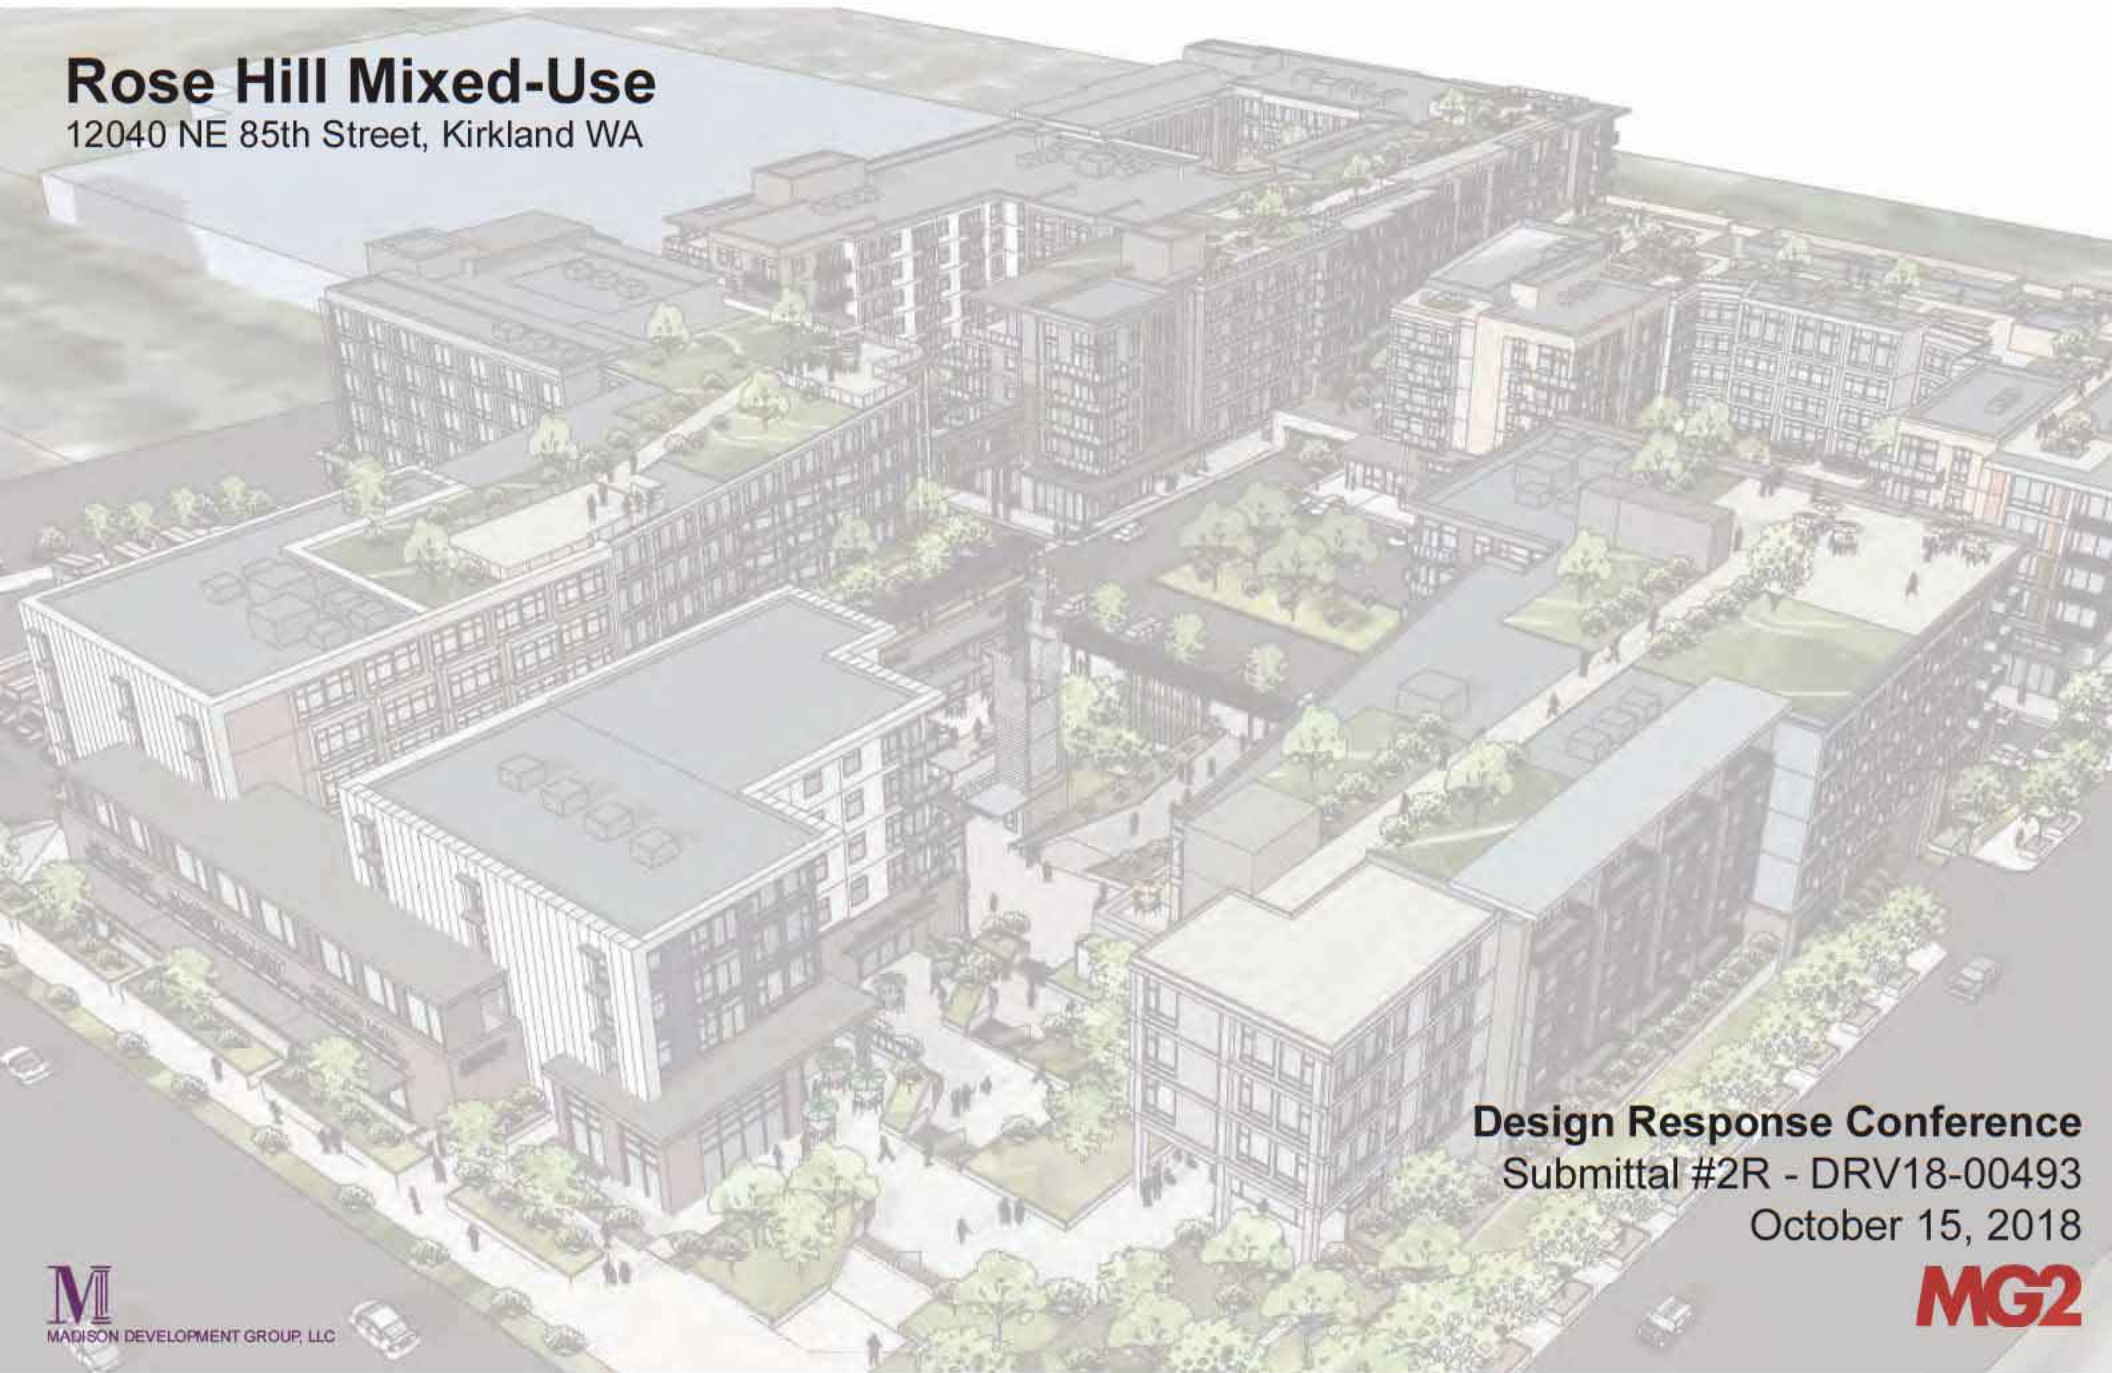 Rose Hill Mixed-Use
12040 NE 85th Street, Kirkland WA
Design Response Conference
Submittal #2R - DRV18-00493
October 15, 2018
M
MADISON DEVELOPMENT GROUP, LLC
MG2